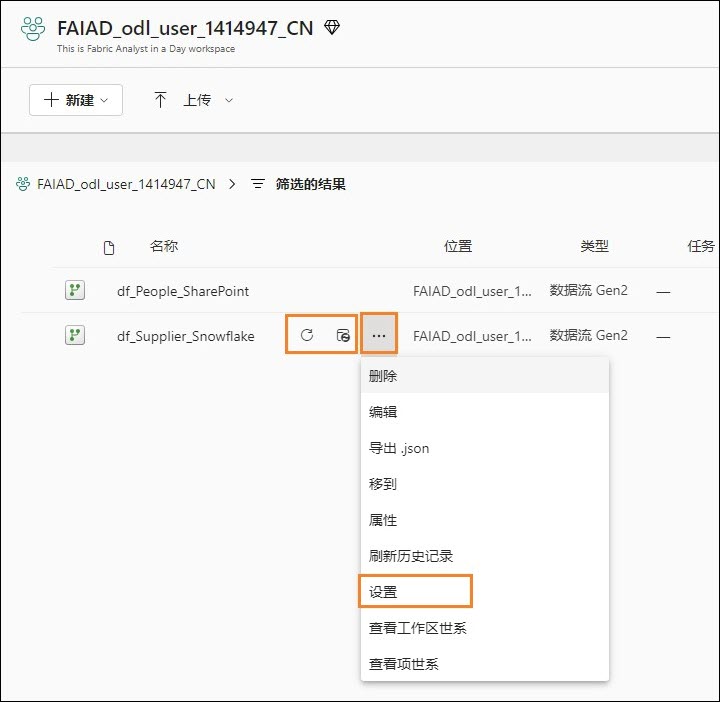 FAIAD_odl_user_1414947_CN
This is Fabric Analyst in a Day workspace
新建
上传
FAIAD_odl_user_1414947_CN > 筛选的结果
名称 位置 类型 任务
df_People_SharePoint FAIAD_odl_user_1... 数据流 Gen2 —
df_Supplier_Snowflake ... FAIAD_odl_user_1... 数据流 Gen2 —
删除
编辑
导出 .json
移到
属性
刷新历史记录
设置
查看工作区世系
查看项世系